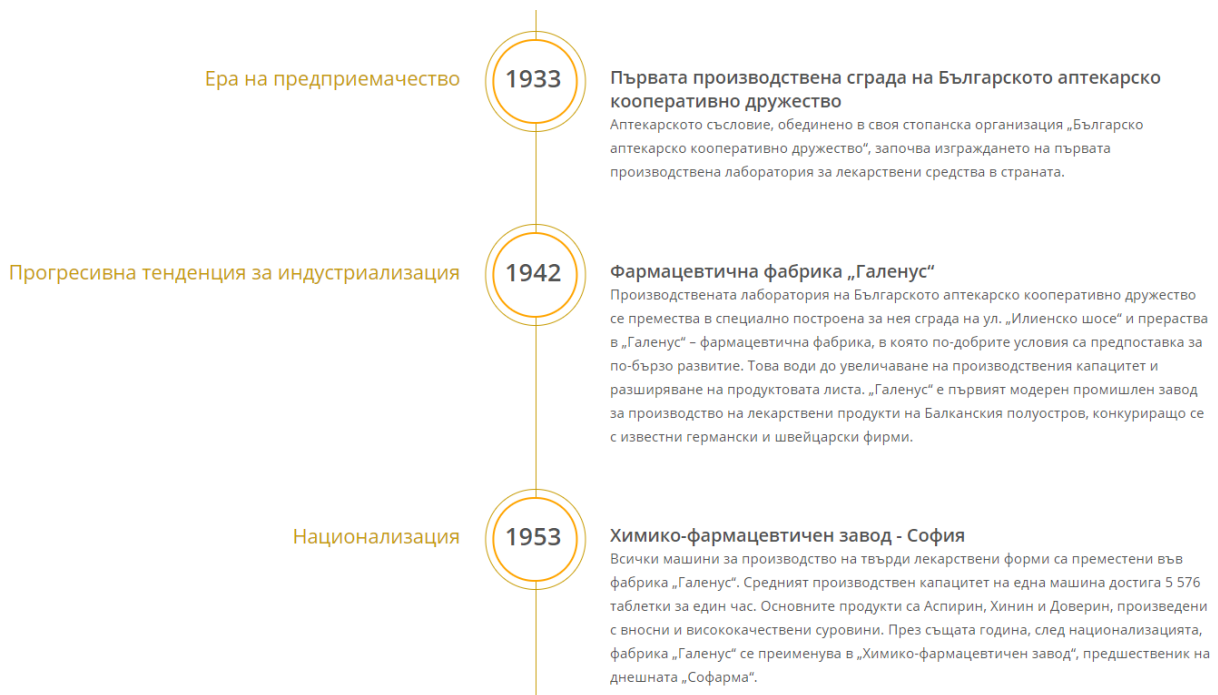 Ера на предприемачество
1933
Първата производствена сграда на Българското аптекарско
кооперативно дружество
Аптекарското съсловие, обединено в своя стопанска организация „Българско
аптекарско кооперативно дружество“, започва изграждането на първата
производствена лаборатория за лекарствени средства в страната.
Прогресивна тенденция за индустриализация
1942
Фармацевтична фабрика „Галенус“
Производствената лаборатория на Българското аптекарско кооперативно дружество
се премества в специално построена за нея сграда на ул. „Илиенско шосе“ и прераства
в „Галенус“ – фармацевтична фабрика, в която по-добрите условия са предпоставка за
по-бързо развитие. Това води до увеличаване на производствения капацитет и
разширяване на продуктовата листа. „Галенус“ е първият модерен промишлен завод
за производство на лекарствени продукти на Балканския полуостров, конкуриращо се
с известни германски и швейцарски фирми.
Национализация
1953
Химико-фармацевтичен завод - София
Всички машини за производство на твърди лекарствени форми са преместени във
фабрика „Галенус“. Средният производствен капацитет на една машина достига 5 576
таблетки за един час. Основните продукти са Аспирин, Хинин и Доверин, произведени
с вносни и висококачествени суровини. През същата година, след национализацията,
фабрика „Галенус“ се преименува в „Химико-фармацевтичен завод“, предшественик на
днешната „Софарма“.